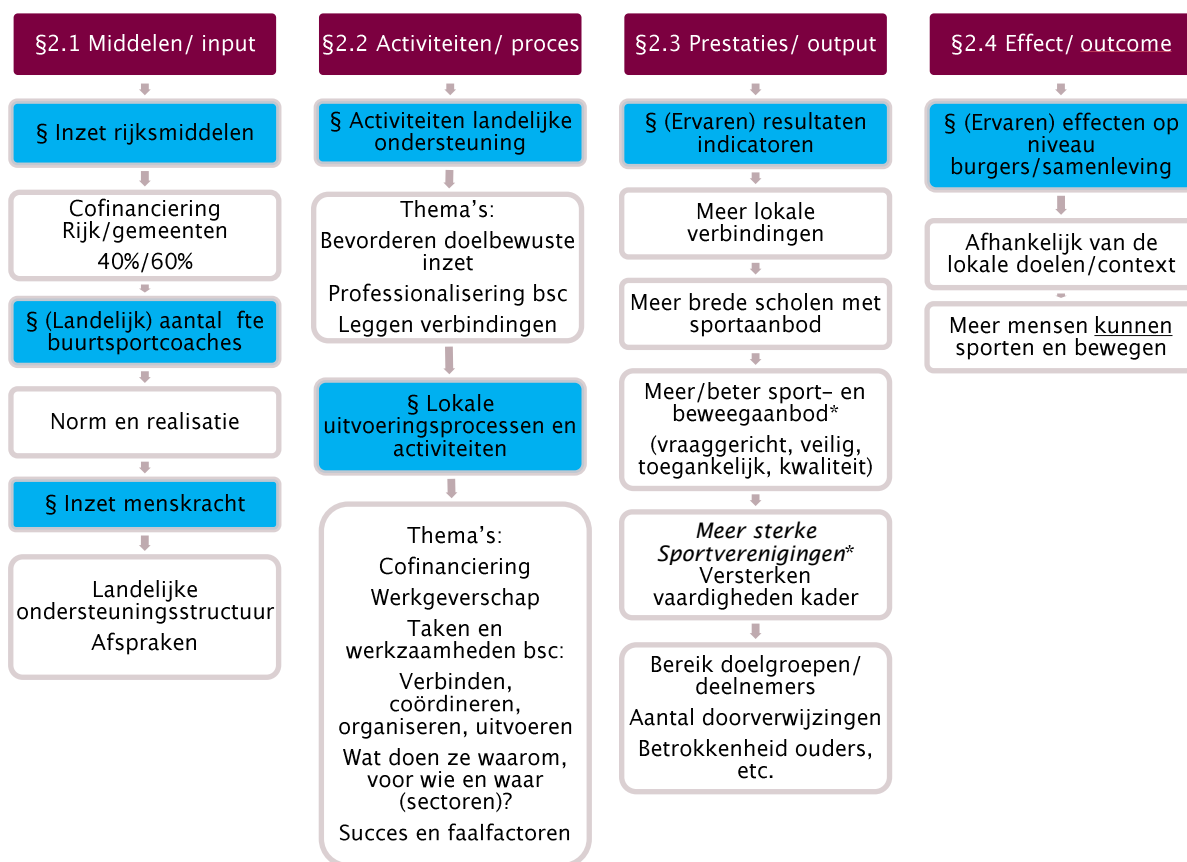 §2.1 Middelen/ input
§ Inzet rijksmiddelen
Cofinanciering
Rijk/gemeenten
40%/60%
§ (Landelijk) aantal fte
buurtsportcoaches
Norm en realisatie
§ Inzet menskracht
Landelijke
ondersteuningsstructuur
Afspraken
§2.2 Activiteiten/ proces
§ Activiteiten landelijke
ondersteuning
Thema's:
Bevorderen doelbewuste
inzet
Professionalisering bsc
Leggen verbindingen
§ Lokale
uitvoeringsprocessen en
activiteiten
Thema's:
Cofinanciering
Werkgeverschap
Taken en
werkzaamheden bsc:
Verbinden,
coördineren,
organiseren, uitvoeren
Wat doen ze waarom,
voor wie en waar
(sectoren)?
Succes en faalfactoren
§2.3 Prestaties/ output
§ (Ervaren) resultaten
indicatoren
Meer lokale
verbindingen
Meer brede scholen met
sportaanbod
Meer/beter sport- en
beweegaanbod*
(vraaggericht, veilig,
toegankelijk, kwaliteit)
Meer sterke
Sportverenigingen*
Versterken
vaardigheden kader
Bereik doelgroepen/
deelnemers
Aantal doorverwijzingen
Betrokkenheid ouders,
etc.
§2.4 Effect/ outcome
§ (Ervaren) effecten op
niveau
burgers/samenleving
Afhankelijk van de
lokale doelen/context
Meer mensen kunnen
sporten en bewegen